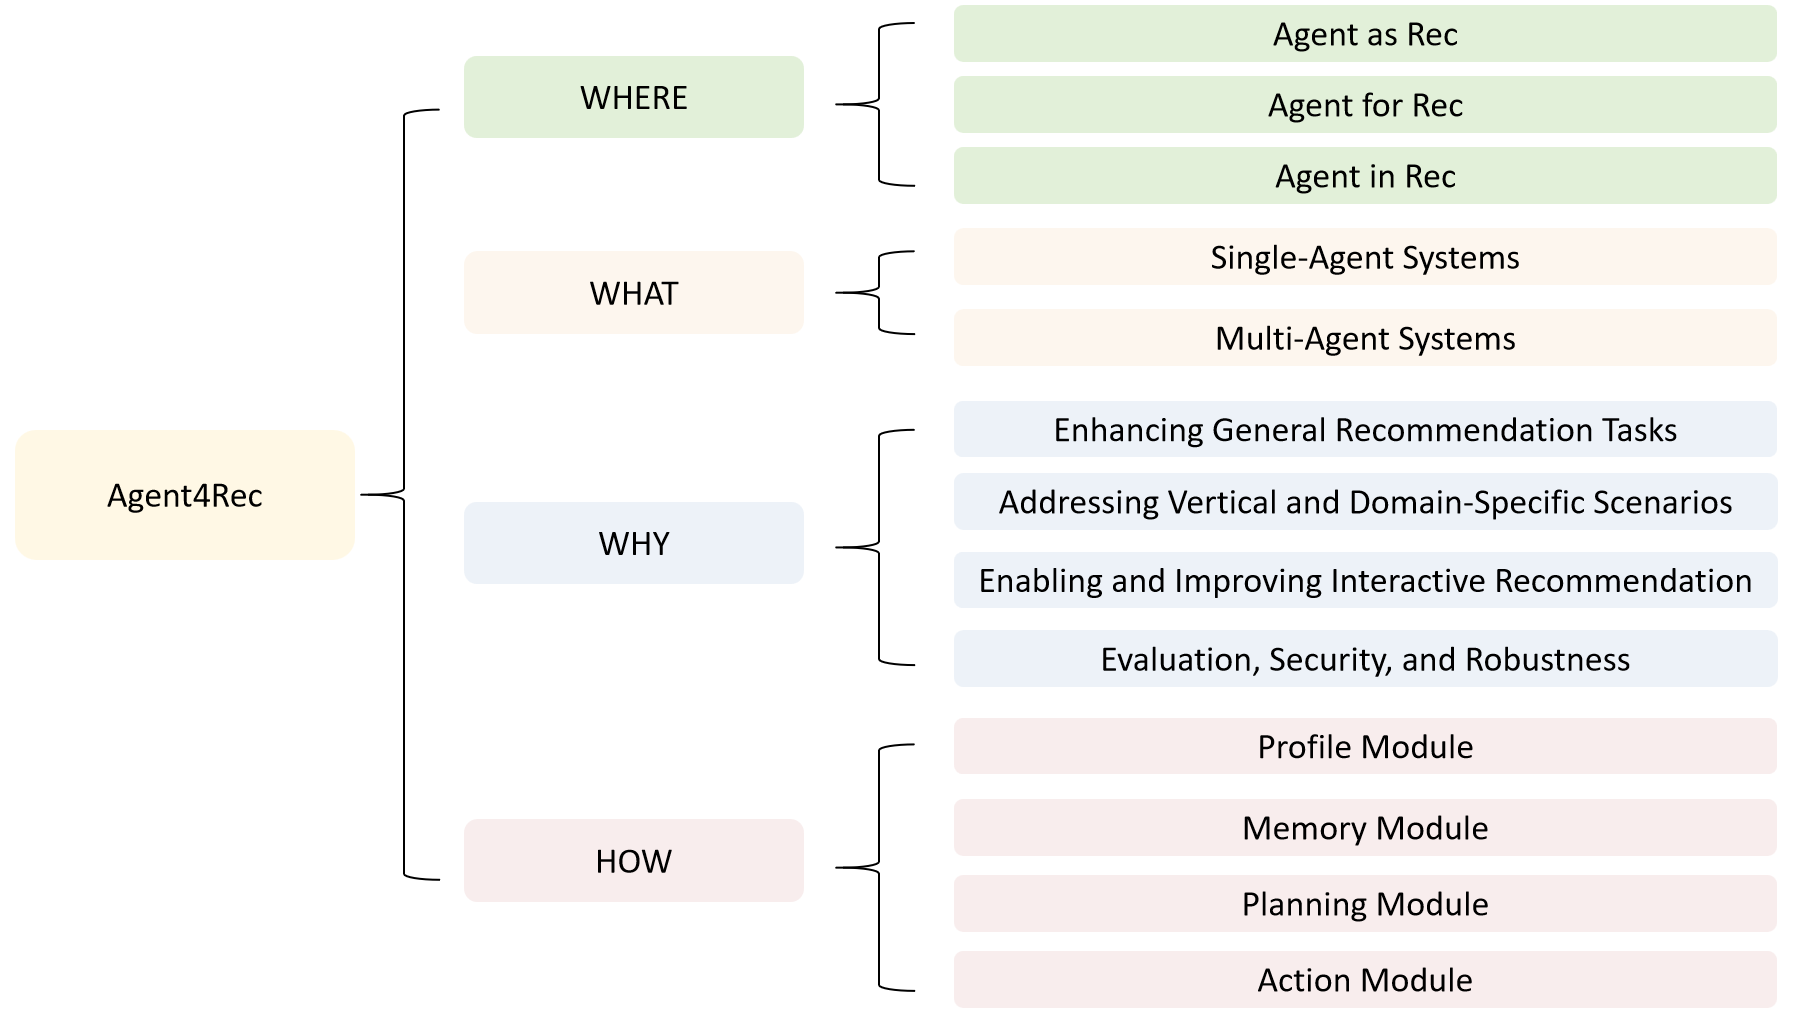 Agent4Rec
WHERE
Agent as Rec
Agent for Rec
Agent in Rec
WHAT
Single-Agent Systems
Multi-Agent Systems
WHY
Enhancing General Recommendation Tasks
Addressing Vertical and Domain-Specific Scenarios
Enabling and Improving Interactive Recommendation
Evaluation, Security, and Robustness
HOW
Profile Module
Memory Module
Planning Module
Action Module